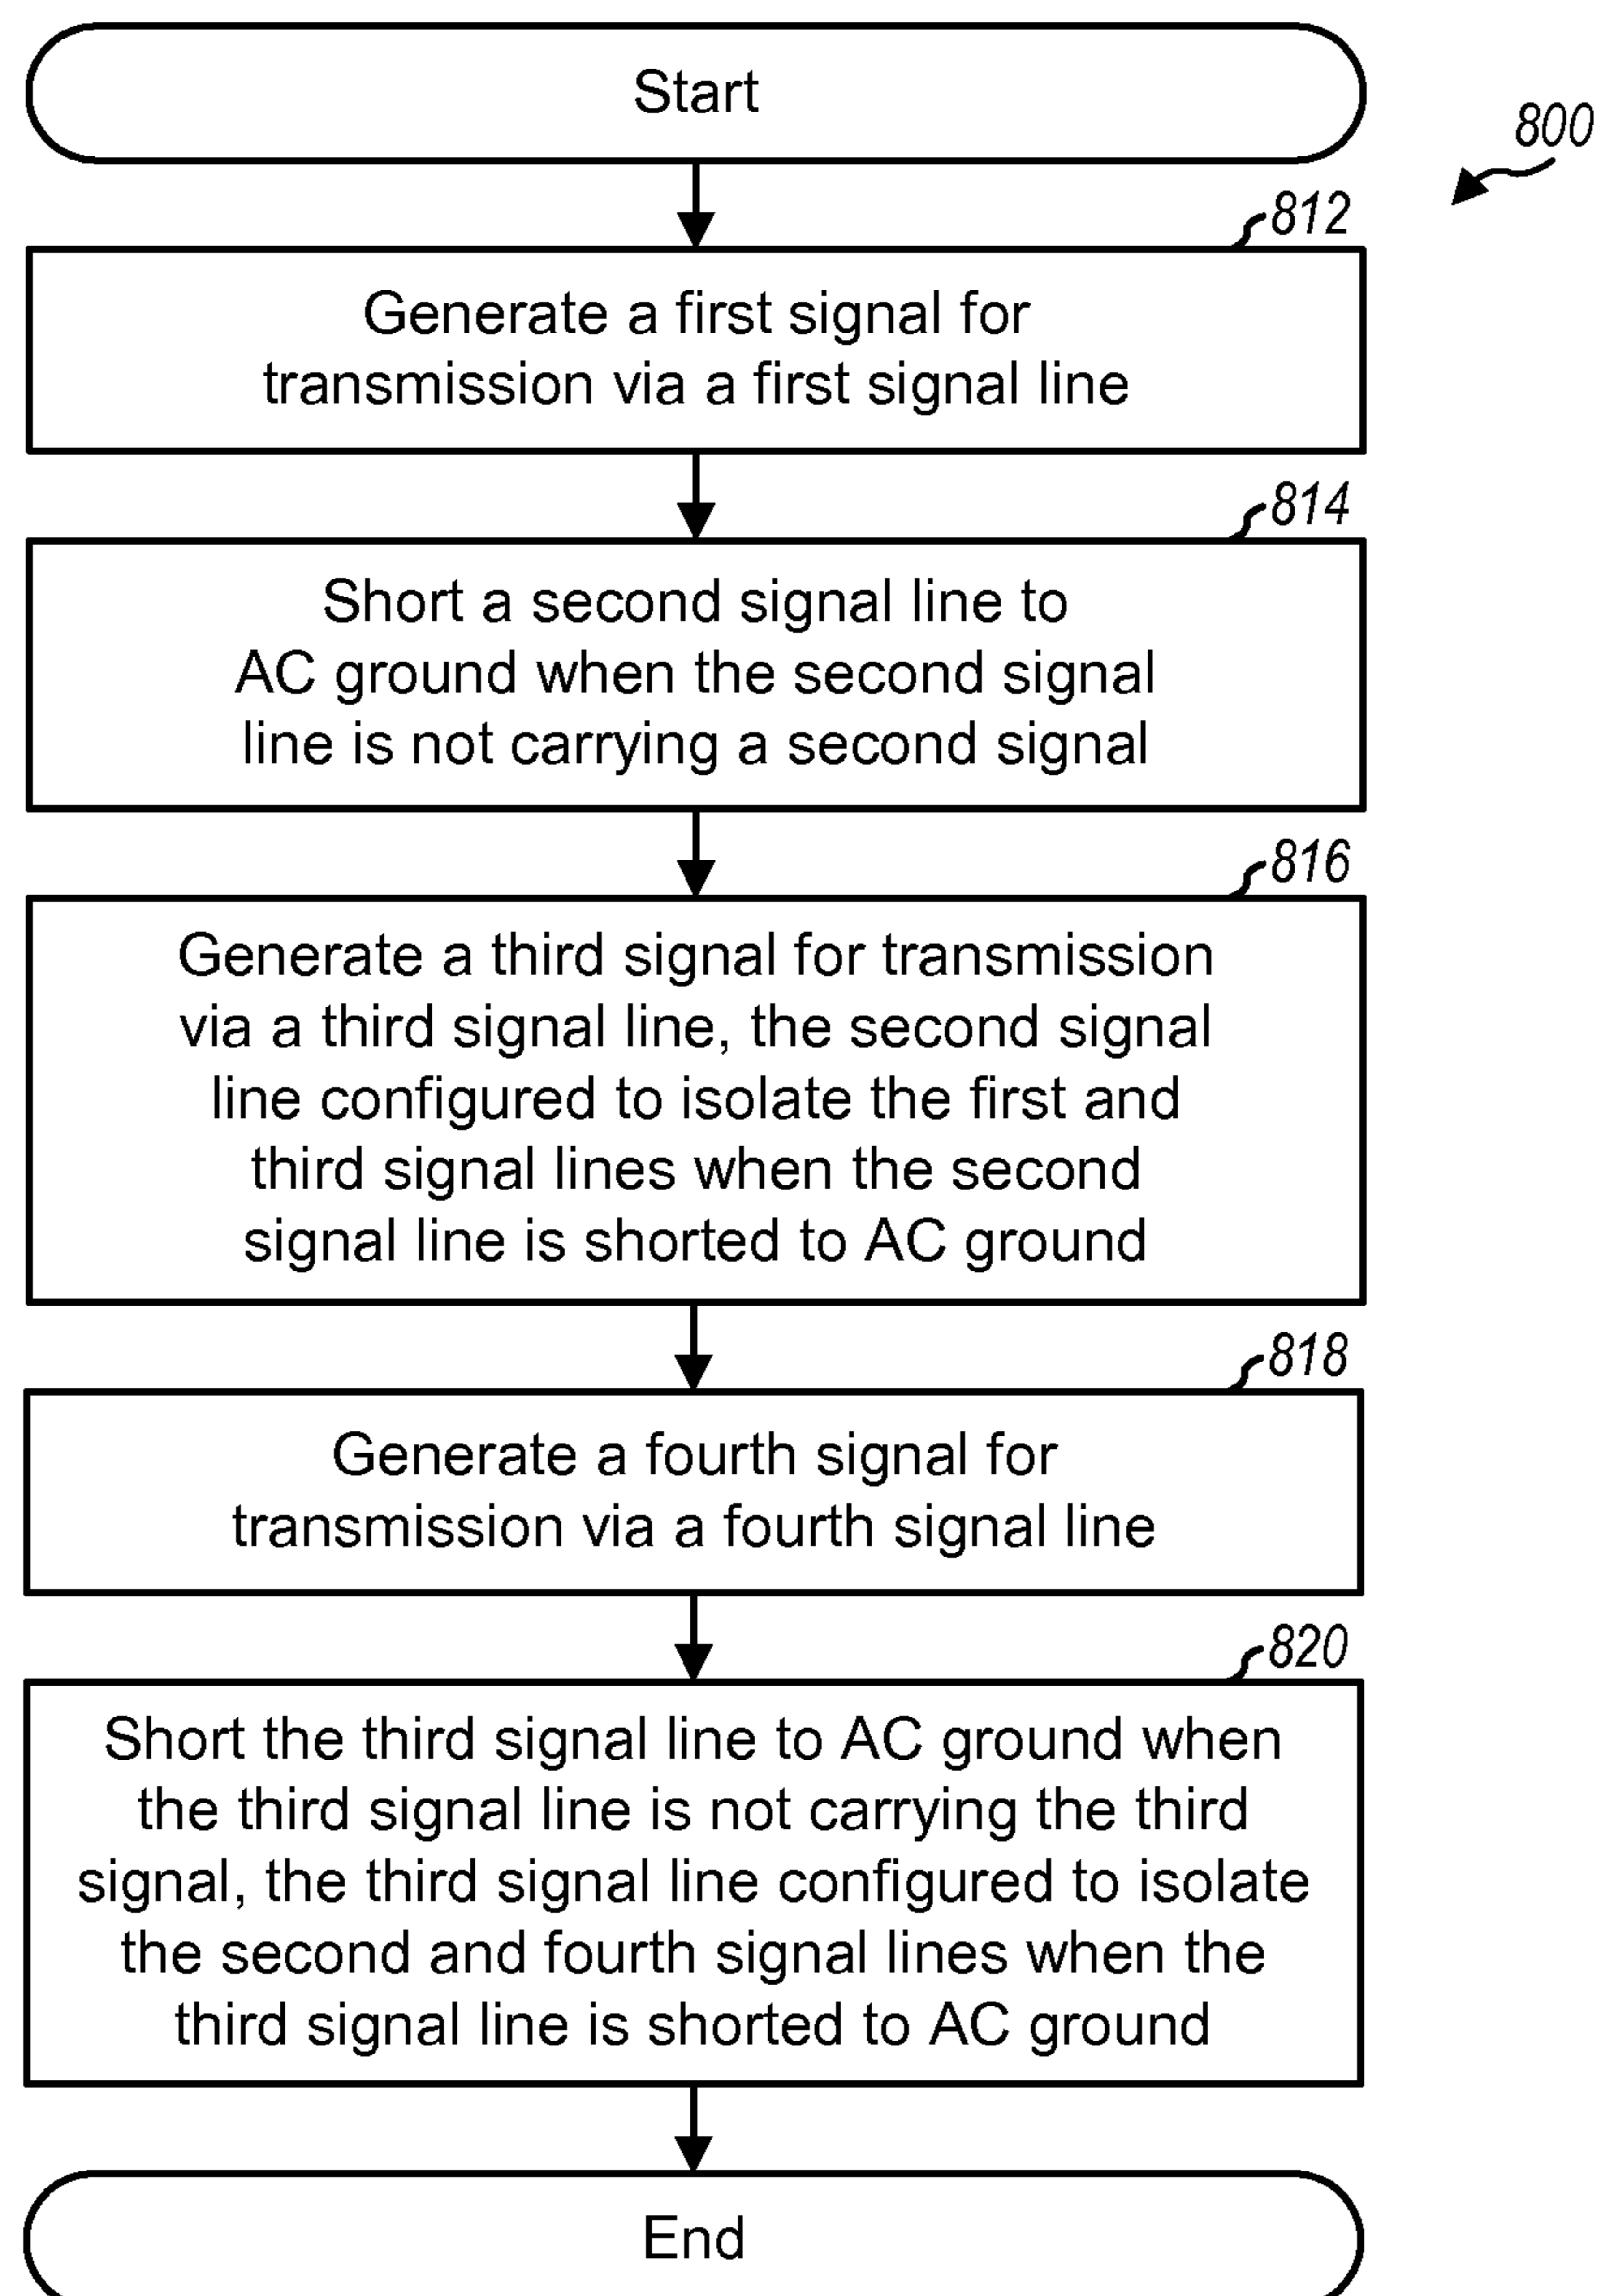 Start
800
812
Generate a first signal for
transmission via a first signal line
814
Short a second signal line to
AC ground when the second signal
line is not carrying a second signal
816
Generate a third signal for transmission
via a third signal line, the second signal
line configured to isolate the first and
third signal lines when the second
signal line is shorted to AC ground
818
Generate a fourth signal for
transmission via a fourth signal line
820
Short the third signal line to AC ground when
the third signal line is not carrying the third
signal, the third signal line configured to isolate
the second and fourth signal lines when the
third signal line is shorted to AC ground
End